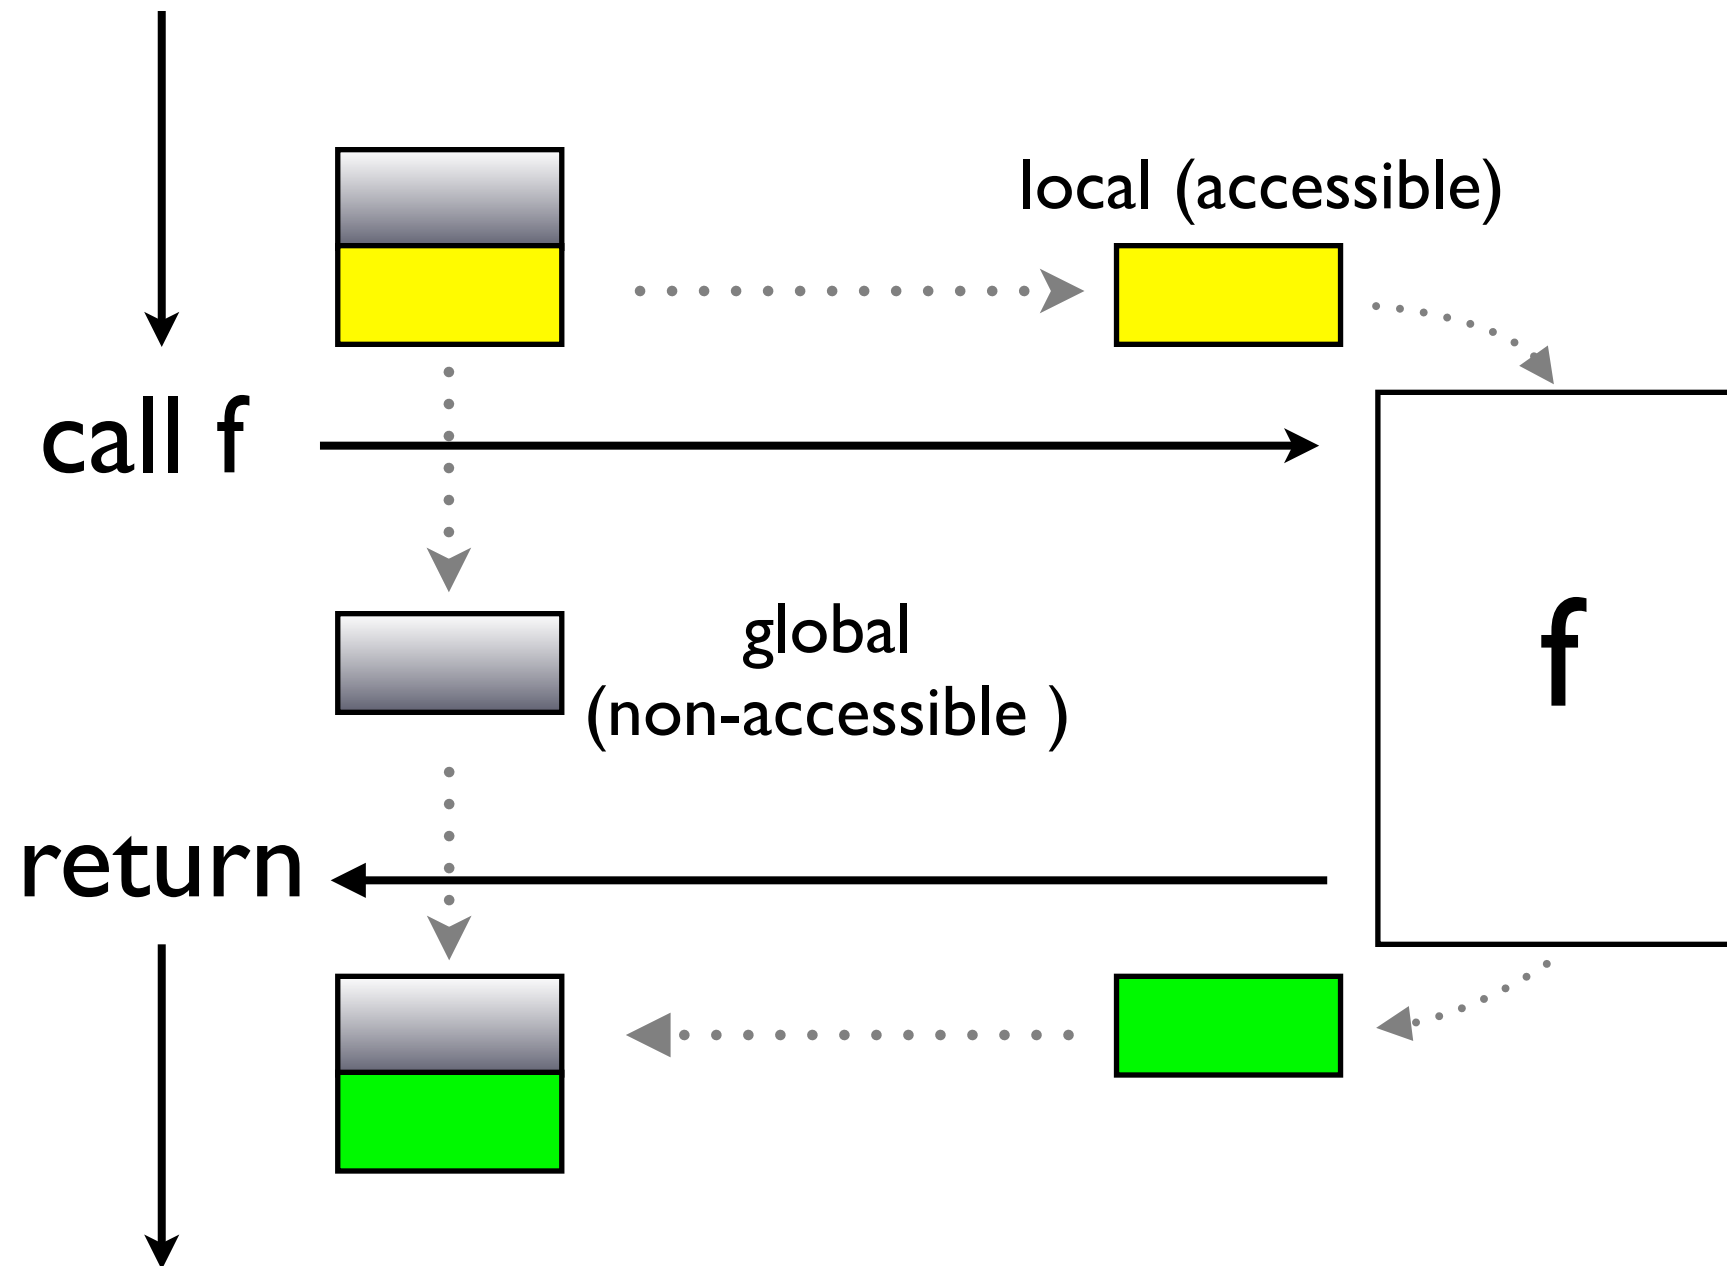 local (accessible)
call f
global
(non-accessible )
f
return